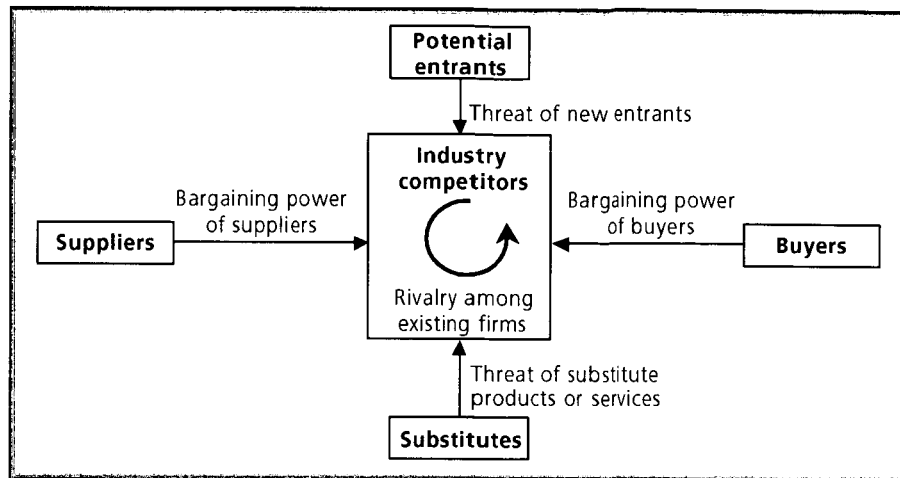 Potential
entrants
Threat of new entrants
Industry
competitors
Bargaining power
of suppliers
Bargaining power
of buyers
Suppliers
Buyers
Rivalry among
existing firms
Threat of substitute
products or services
Substitutes